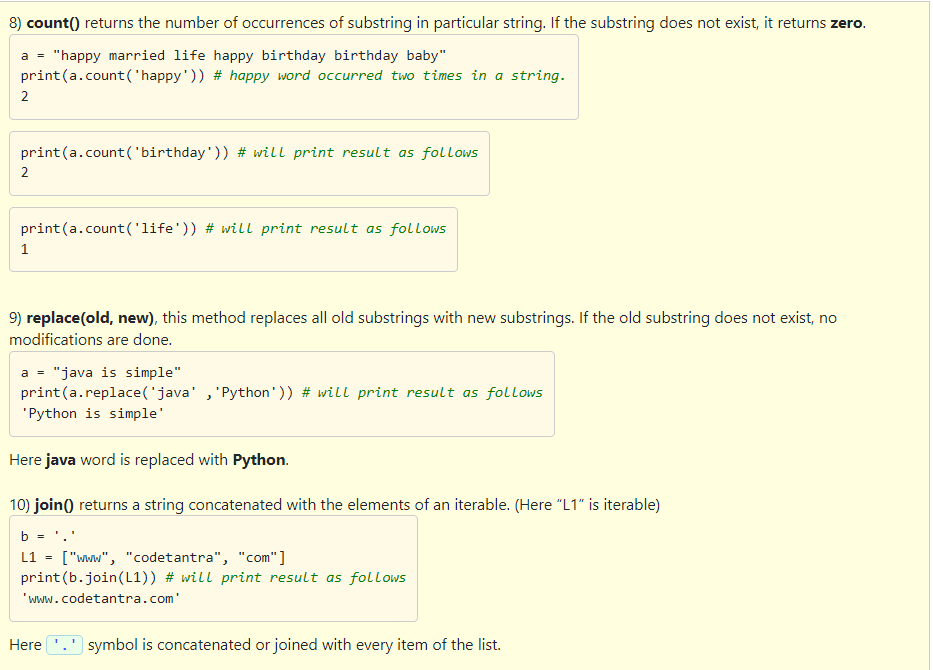 8) count() returns the number of occurrences of substring in particular string. If the substring does not exist, it returns zero.
a = "happy married life happy birthday birthday baby"
print(a.count('happy')) # happy word occurred two times in a string.
2
print(a.count('birthday')) # will print result as follows
2
print(a.count('life')) # will print result as follows
1
9) replace(old, new), this method replaces all old substrings with new substrings. If the old substring does not exist, no
modifications are done.
a = "java is simple"
print(a.replace('java' ,'Python')) # will print result as follows
'Python is simple'
Here java word is replaced with Python.
10) join() returns a string concatenated with the elements of an iterable. (Here “L1” is iterable)
b = '.'
L1 = ["www", "codetantra", "com"]
print(b.join(L1)) # will print result as follows
'www.codetantra.com'
Here '.' symbol is concatenated or joined with every item of the list.